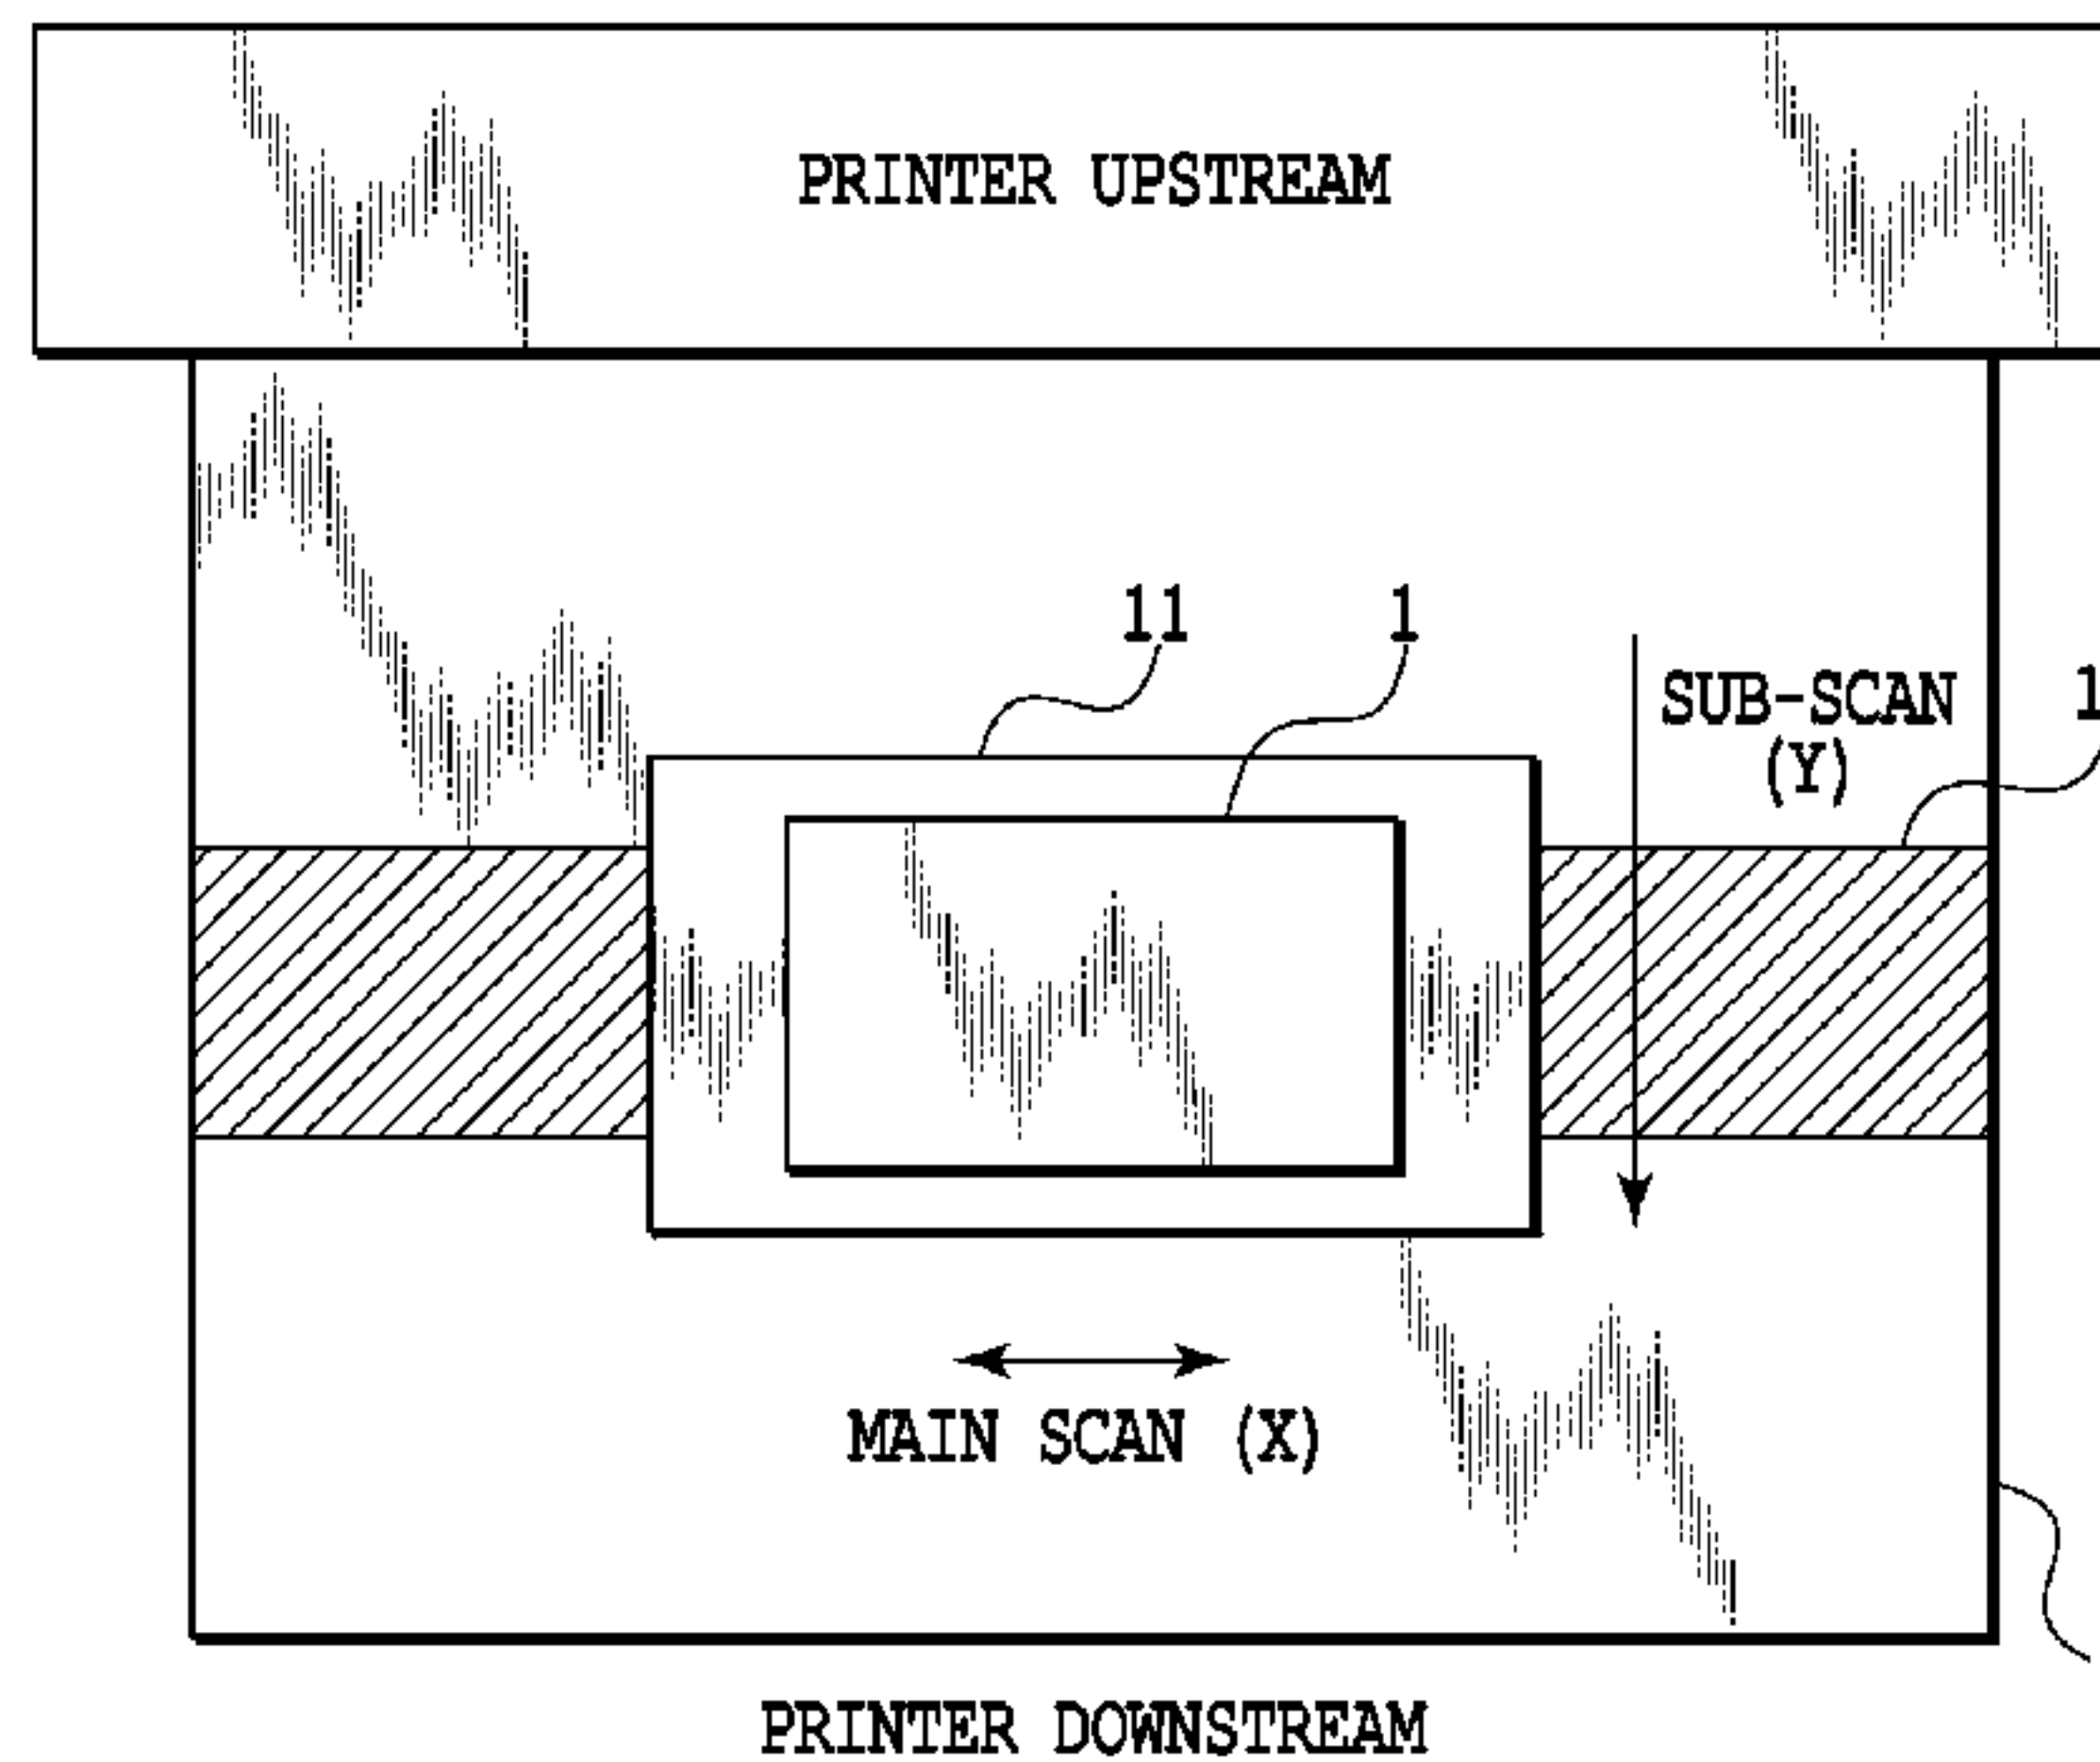 PRINTER UPSTREAM
11
1
SUB-SCAN
(Y)
MAIN SCAN (X)
PRINTER DOWNSTREAM